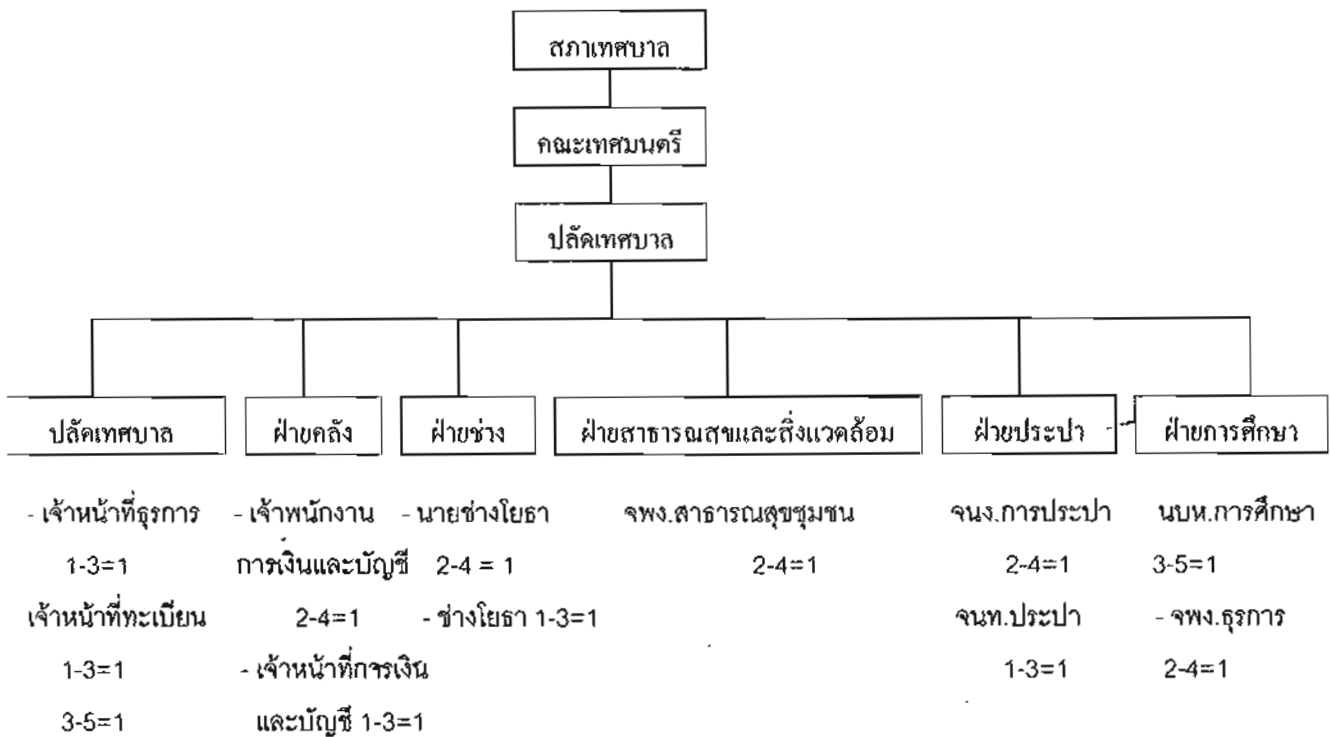 สภาเทศบาล
คณะเทศมนตรี
ปลัดเทศบาล
ปลัดเทศบาล
- เจ้าหน้าที่ธุรการ
1-3=1
เจ้าหน้าที่ทะเบียน
1-3=1
3-5=1
ฝ่ายคลัง
- เจ้าพนักงาน
การเงินและบัญชี
2-4=1
- เจ้าหน้าที่การเงิน
และบัญชี 1-3=1
ฝ่ายช่าง
- นายช่างโยธา
2-4 = 1
- ช่างโยธา 1-3=1
ฝ่ายสาธารณสุขและสิ่งแวดล้อม
จพง.สาธารณสุขชุมชน
2-4=1
ฝ่ายประปา
จนง.การประปา
2-4=1
จนท.ประปา
1-3=1
ฝ่ายการศึกษา
นบห.การศึกษา
3-5=1
- จพง.ธุรการ
2-4=1